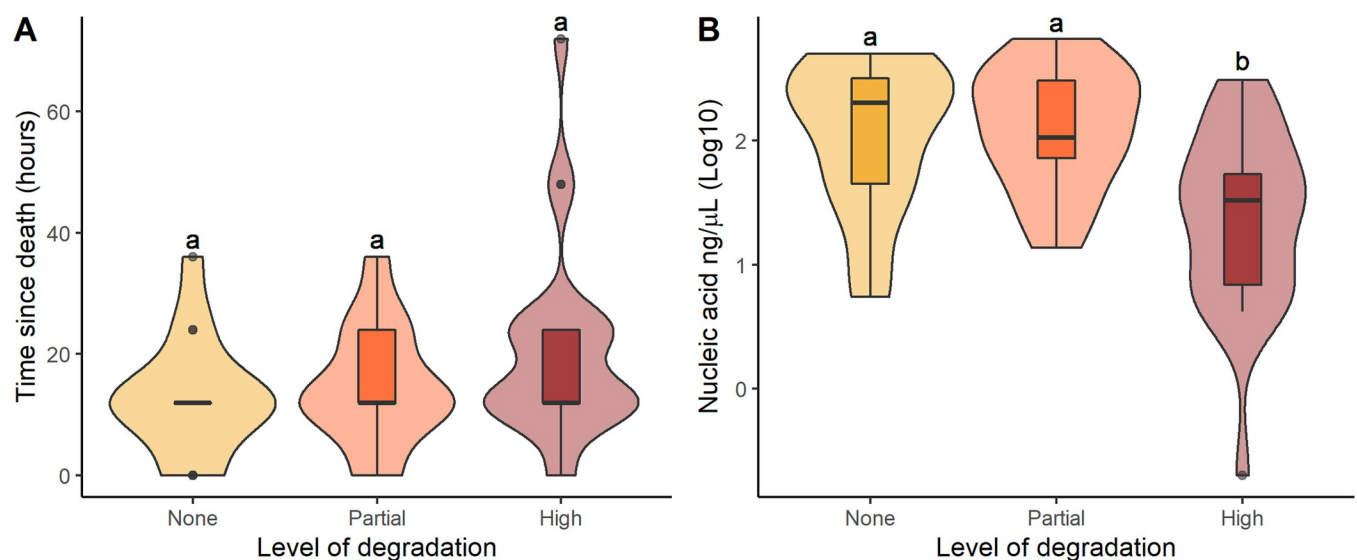 A
Time since death (hours)
60
40
20
0
a
a
a
None
Partial
High
Level of degradation
B
Nucleic acid ng/μL (Log10)
2
1
0
a
a
b
None
Partial
High
Level of degradation